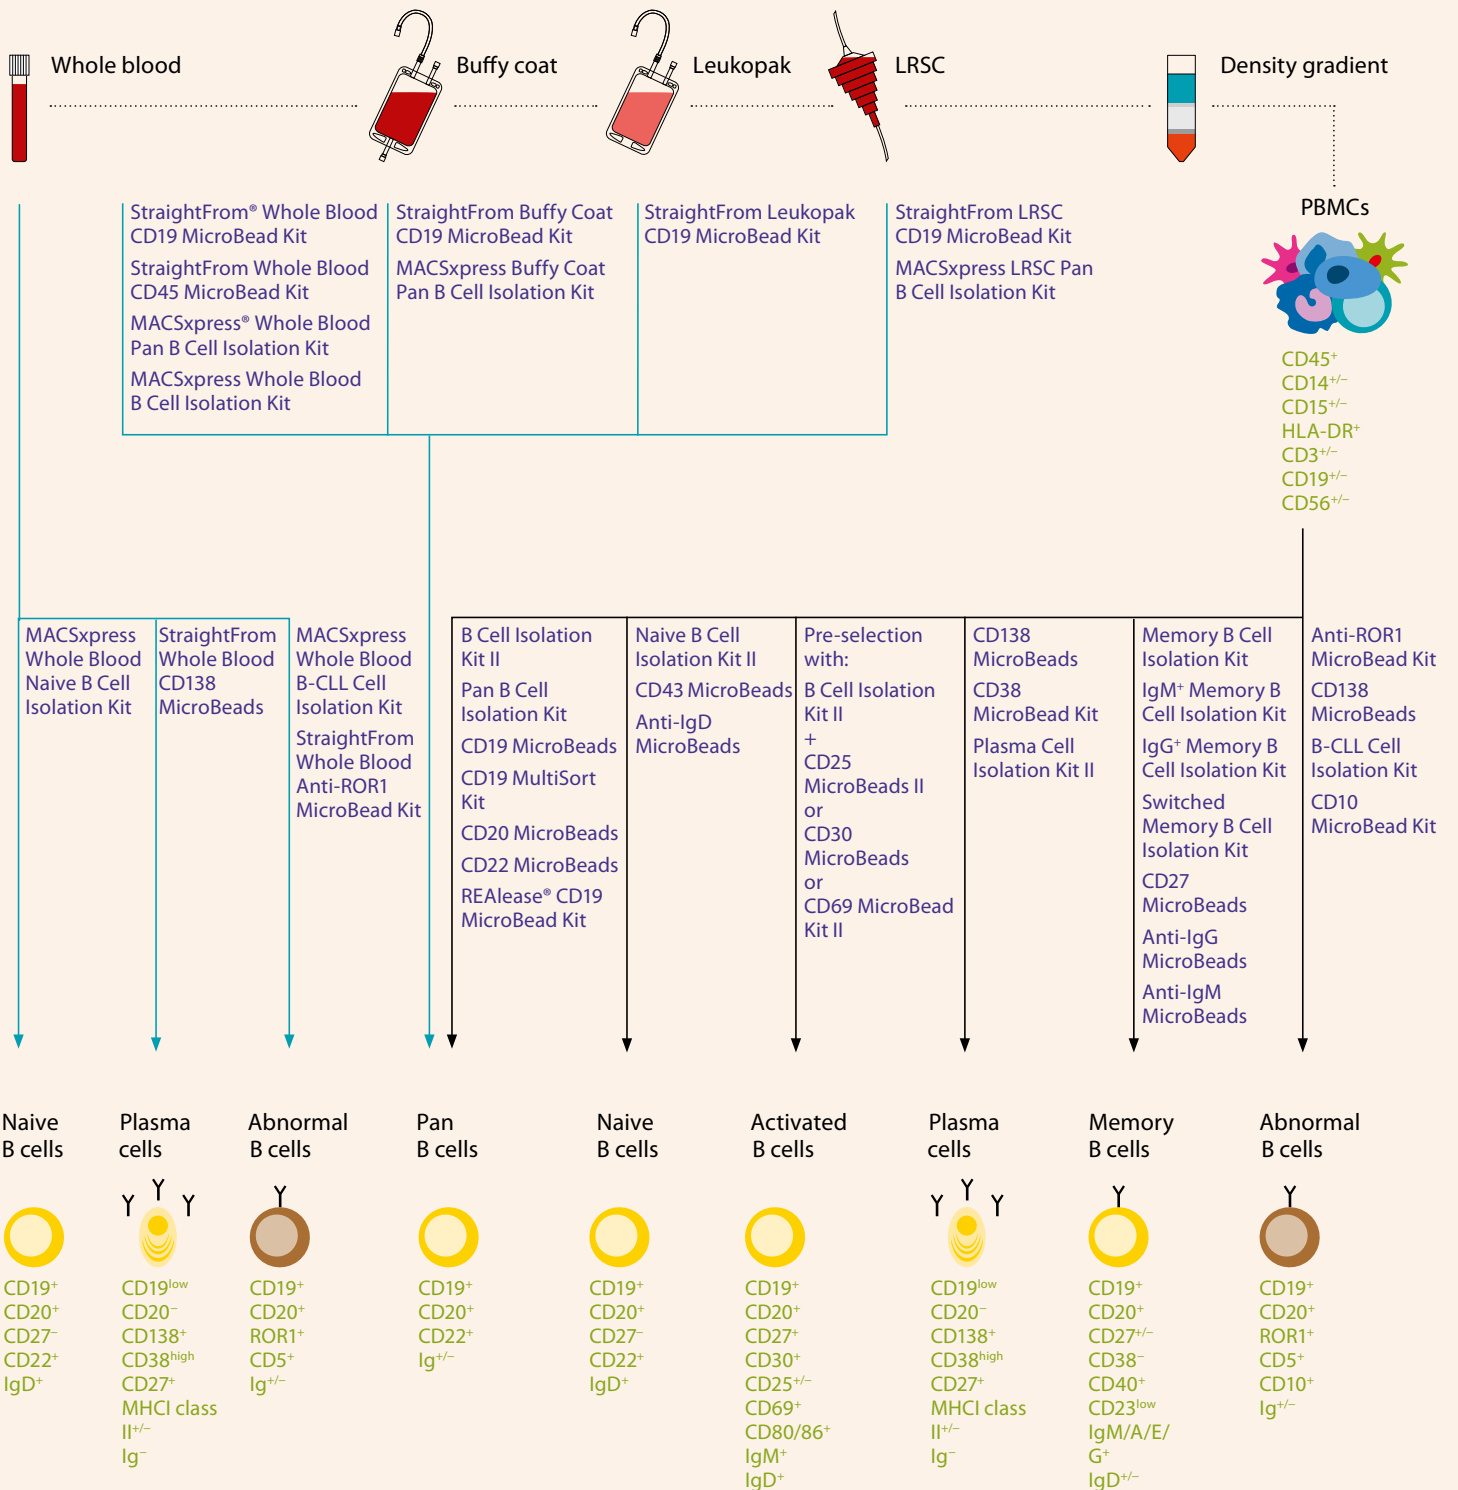 Whole blood
Buffy coat
Leukopak
LRSC
Density gradient
StraightFrom® Whole Blood
CD19 MicroBead Kit
StraightFrom Whole Blood
CD45 MicroBead Kit
MACSxpress® Whole Blood
Pan B Cell Isolation Kit
MACSxpress Whole Blood
B Cell Isolation Kit
StraightFrom Buffy Coat
CD19 MicroBead Kit
MACSxpress Buffy Coat
Pan B Cell Isolation Kit
StraightFrom Leukopak
CD19 MicroBead Kit
StraightFrom LRSC
CD19 MicroBead Kit
MACSxpress LRSC Pan
B Cell Isolation Kit
PBMCs
CD45⁺
CD14⁺/⁻
CD15⁺/⁻
HLA-DR⁺
CD3⁺/⁻
CD19⁺/⁻
CD56⁺/⁻
MACSxpress
Whole Blood
Naive B Cell
Isolation Kit
StraightFrom
Whole Blood
CD138
MicroBeads
MACSxpress
Whole Blood
B-CLL Cell
Isolation Kit
StraightFrom
Whole Blood
Anti-ROR1
MicroBead Kit
B Cell Isolation
Kit II
Pan B Cell
Isolation Kit
CD19 MicroBeads
CD19 MultiSort
Kit
CD20 MicroBeads
CD22 MicroBeads
REAlease® CD19
MicroBead Kit
Naive B Cell
Isolation Kit II
CD43 MicroBeads
Anti-IgD
MicroBeads
Pre-selection
with:
B Cell Isolation
Kit II
+
CD25
MicroBeads II
or
CD30
MicroBeads
or
CD69 MicroBead
Kit II
CD138
MicroBeads
CD38
MicroBead Kit
Plasma Cell
Isolation Kit II
Memory B Cell
Isolation Kit
IgM⁺ Memory B
Cell Isolation Kit
IgG⁺ Memory B
Cell Isolation Kit
Switched
Memory B Cell
Isolation Kit
CD27
MicroBeads
Anti-IgG
MicroBeads
Anti-IgM
MicroBeads
Anti-ROR1
MicroBead Kit
CD138
MicroBeads
B-CLL Cell
Isolation Kit
CD10
MicroBead Kit
Naive
B cells
CD19⁺
CD20⁺
CD27⁻
CD22⁺
IgD⁺
Plasma
cells
CD19ˡᵒʷ
CD20⁻
CD138⁺
CD38ʰⁱᵍʰ
CD27⁺
MHCI class
II⁺/⁻
Ig⁻
Abnormal
B cells
CD19⁺
CD20⁺
ROR1⁺
CD5⁺
Ig⁺/⁻
Pan
B cells
CD19⁺
CD20⁺
CD22⁺
Ig⁺/⁻
Naive
B cells
CD19⁺
CD20⁺
CD27⁻
CD22⁺
IgD⁺
Activated
B cells
CD19⁺
CD20⁺
CD27⁺
CD30⁺
CD25⁺/⁻
CD69⁺
CD80/86⁺
IgM⁺
IgD⁺
Plasma
cells
CD19ˡᵒʷ
CD20⁻
CD138⁺
CD38ʰⁱᵍʰ
CD27⁺
MHCI class
II⁺/⁻
Ig⁻
Memory
B cells
CD19⁺
CD20⁺
CD27⁺/⁻
CD38⁻
CD40⁺
CD23ˡᵒʷ
IgM/A/E/
G⁺
IgD⁺/⁻
Abnormal
B cells
CD19⁺
CD20⁺
ROR1⁺
CD5⁺
CD10⁺
Ig⁺/⁻